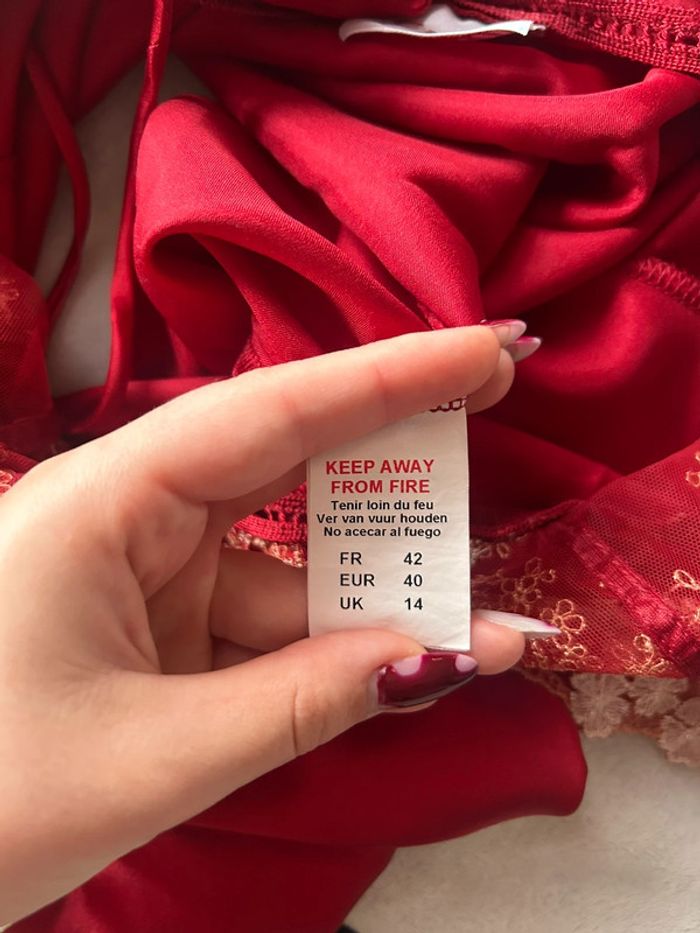 KEEP AWAY
FROM FIRE
Tenir loin du feu
Ver van vuur houden
No acecar al fuego
FR 42
EUR 40
UK 14